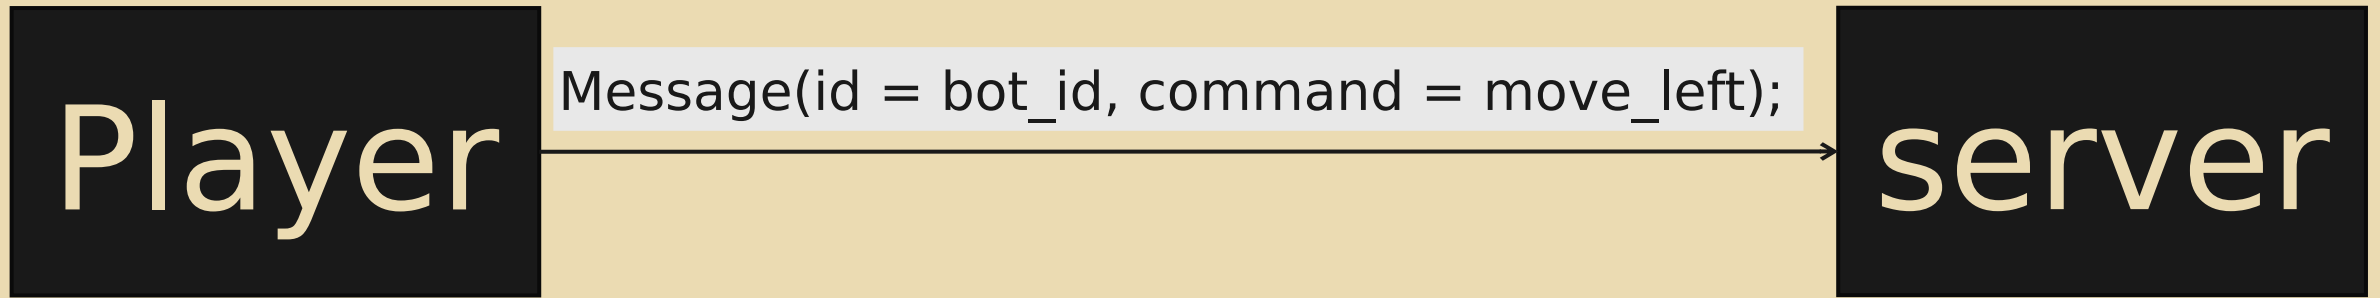 Player
Message(id = bot_id, command = move_left);
server